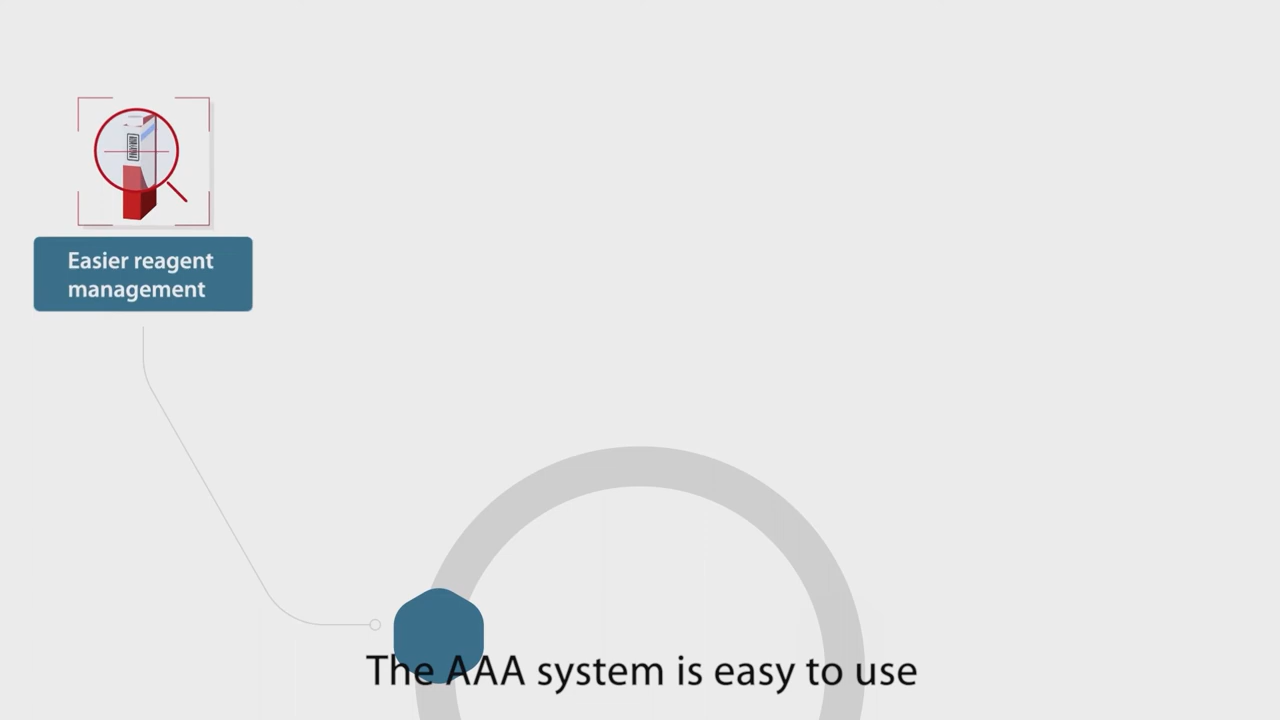 Easier reagent
management
The AAA system is easy to use